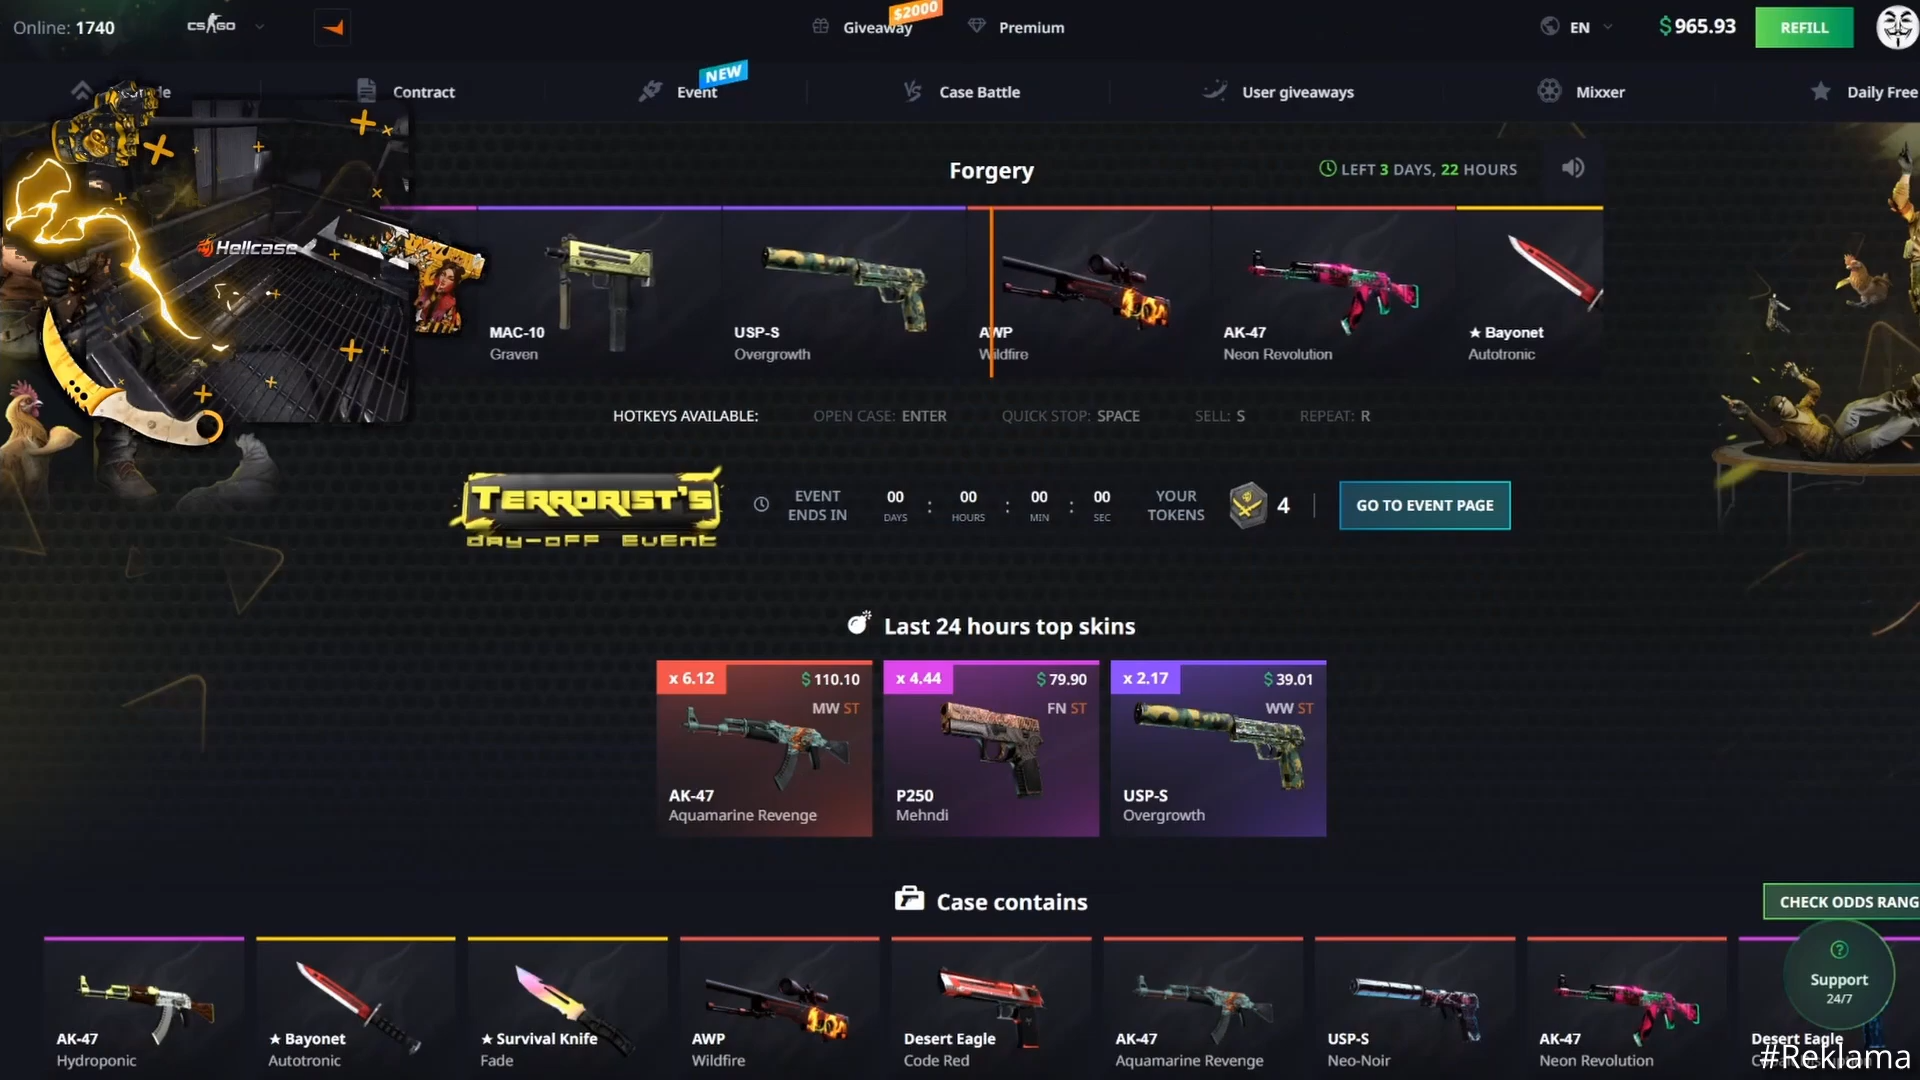 Online: 1740
CS:GO
Giveaway
$2000
Premium
EN
$965.93
REFILL
Contract
Event
NEW
Case Battle
User giveaways
Mixxer
Daily Free
Forgery
LEFT 3 DAYS, 22 HOURS
Hellcase
MAC-10
Graven
USP-S
Overgrowth
AWP
Wildfire
AK-47
Neon Revolution
★ Bayonet
Autotronic
HOTKEYS AVAILABLE:
OPEN CASE: ENTER
QUICK STOP: SPACE
SELL: S
REPEAT: R
TERRORIST'S
DAY-OFF EVENT
EVENT
ENDS IN
00 : 00 : 00 : 00
DAYS HOURS MIN SEC
YOUR
TOKENS
4
GO TO EVENT PAGE
Last 24 hours top skins
x 6.12
$110.10
MW ST
AK-47
Aquamarine Revenge
x 4.44
$79.90
FN ST
P250
Mehndi
x 2.17
$39.01
WW ST
USP-S
Overgrowth
Case contains
CHECK ODDS RANG
AK-47
Hydroponic
★ Bayonet
Autotronic
★ Survival Knife
Fade
AWP
Wildfire
Desert Eagle
Code Red
AK-47
Aquamarine Revenge
USP-S
Neo-Noir
AK-47
Neon Revolution
Desert Eagle
Support
24/7
#Reklama